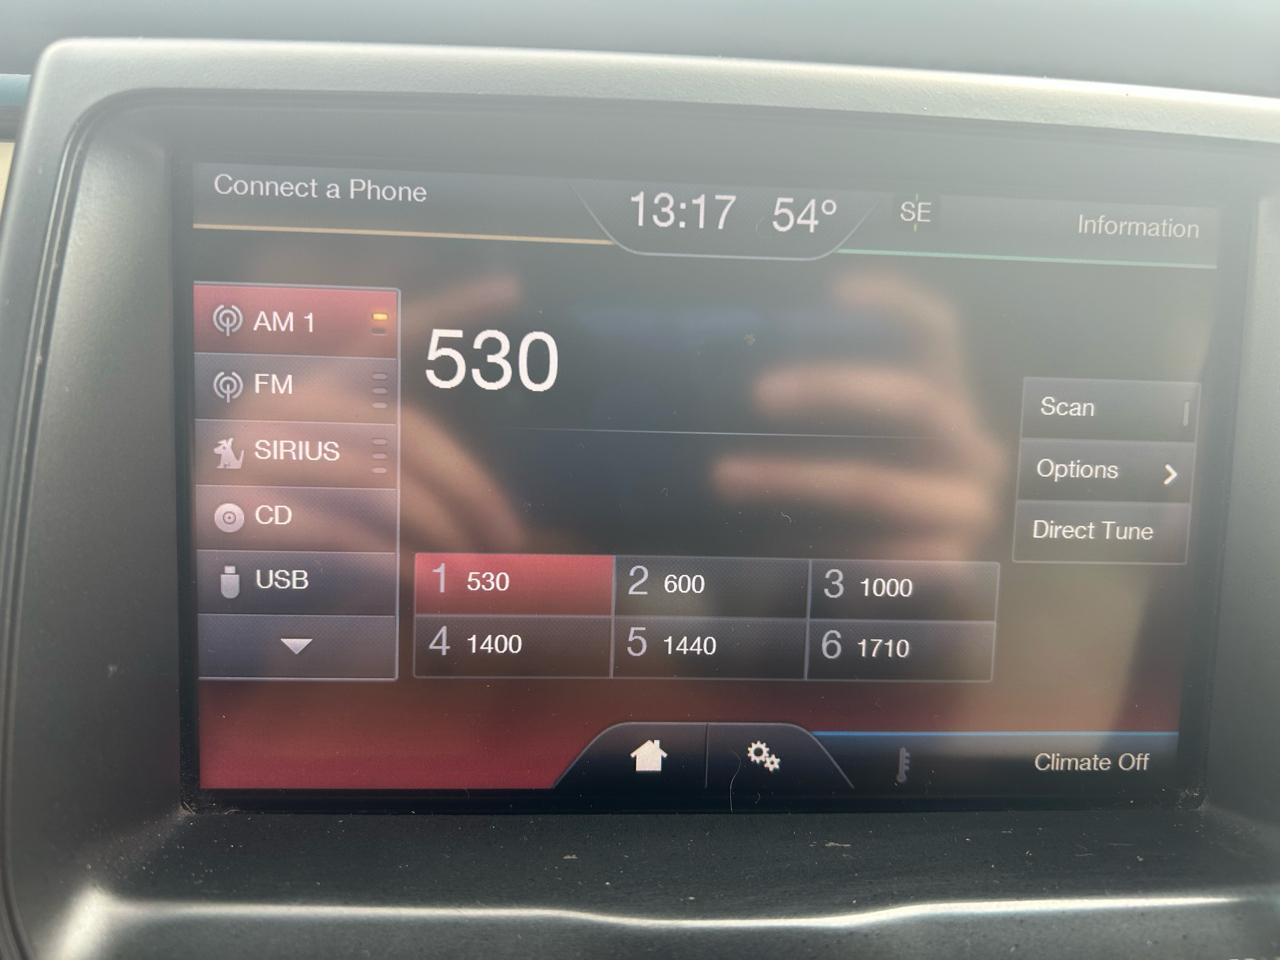 Connect a Phone
13:17 54°
SE
Information
AM 1
FM
SIRIUS
CD
USB
530
Scan
Options
Direct Tune
1 530
2 600
3 1000
4 1400
5 1440
6 1710
Climate Off